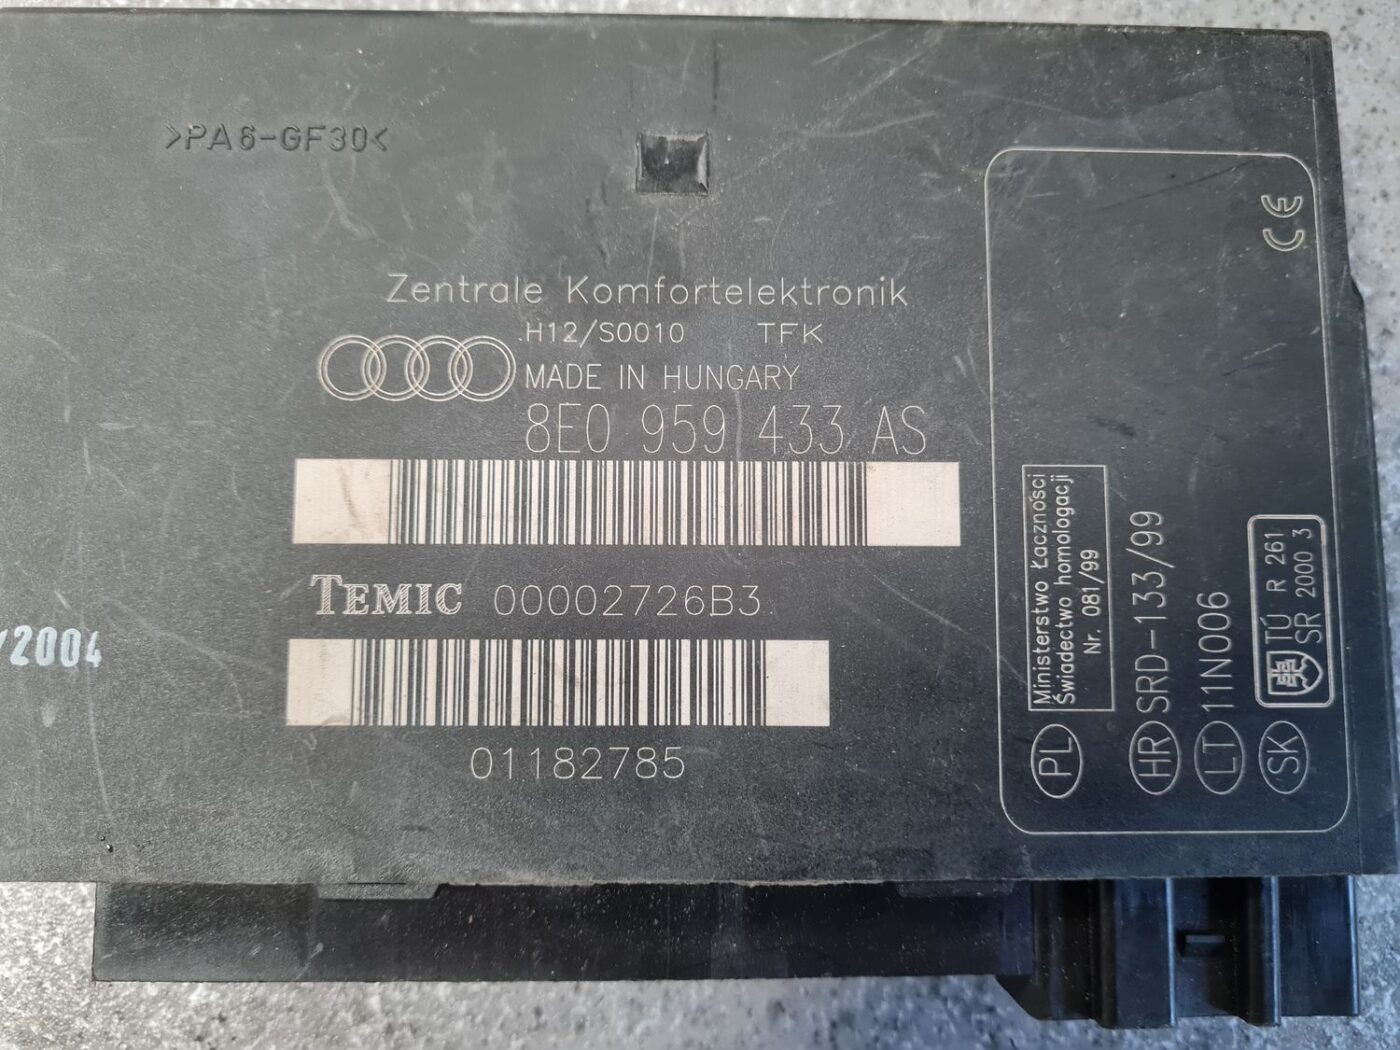 >PA6-GF30<
Zentrale Komfortelektronik
H12/S0010 TFK
MADE IN HUNGARY
8E0 959 433 AS
TEMIC 00002726B3
/2004
01182785
CE
PL
Ministerstwo Łączności
Świadectwo homologacji
Nr. 081/99
HR SRD-133/99
LT 11N006
SK
TÚ R 261
SR 2000 3